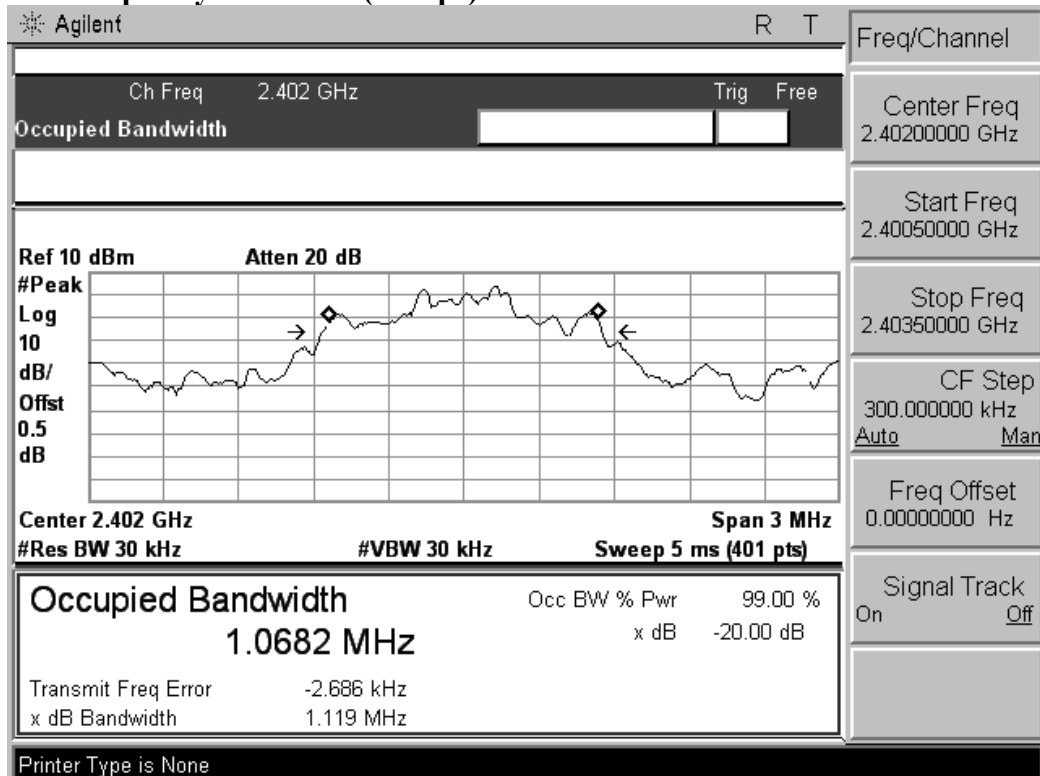 Agilent R T
Ch Freq 2.402 GHz Trig Free
Occupied Bandwidth
Ref 10 dBm Atten 20 dB
#Peak
Log
10
dB/
Offst
0.5
dB
Center 2.402 GHz Span 3 MHz
#Res BW 30 kHz #VBW 30 kHz Sweep 5 ms (401 pts)
Occupied Bandwidth
1.0682 MHz
Occ BW % Pwr 99.00 %
x dB -20.00 dB
Transmit Freq Error -2.686 kHz
x dB Bandwidth 1.119 MHz
Printer Type is None
Freq/Channel
Center Freq
2.40200000 GHz
Start Freq
2.40050000 GHz
Stop Freq
2.40350000 GHz
CF Step
300.000000 kHz
Auto Man
Freq Offset
0.00000000 Hz
Signal Track
On Off